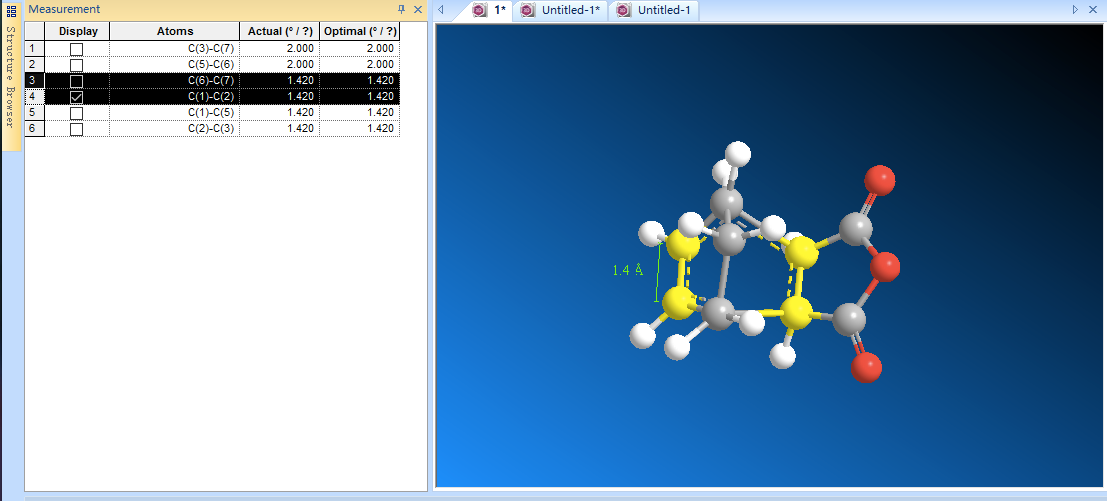 Measurement
Structure Browser
Display Atoms Actual (° / ?) Optimal (° / ?)
1 C(3)-C(7) 2.000 2.000
2 C(5)-C(6) 2.000 2.000
3 C(6)-C(7) 1.420 1.420
4 C(1)-C(2) 1.420 1.420
5 C(1)-C(5) 1.420 1.420
6 C(2)-C(3) 1.420 1.420
1* Untitled-1* Untitled-1
1.4 Å